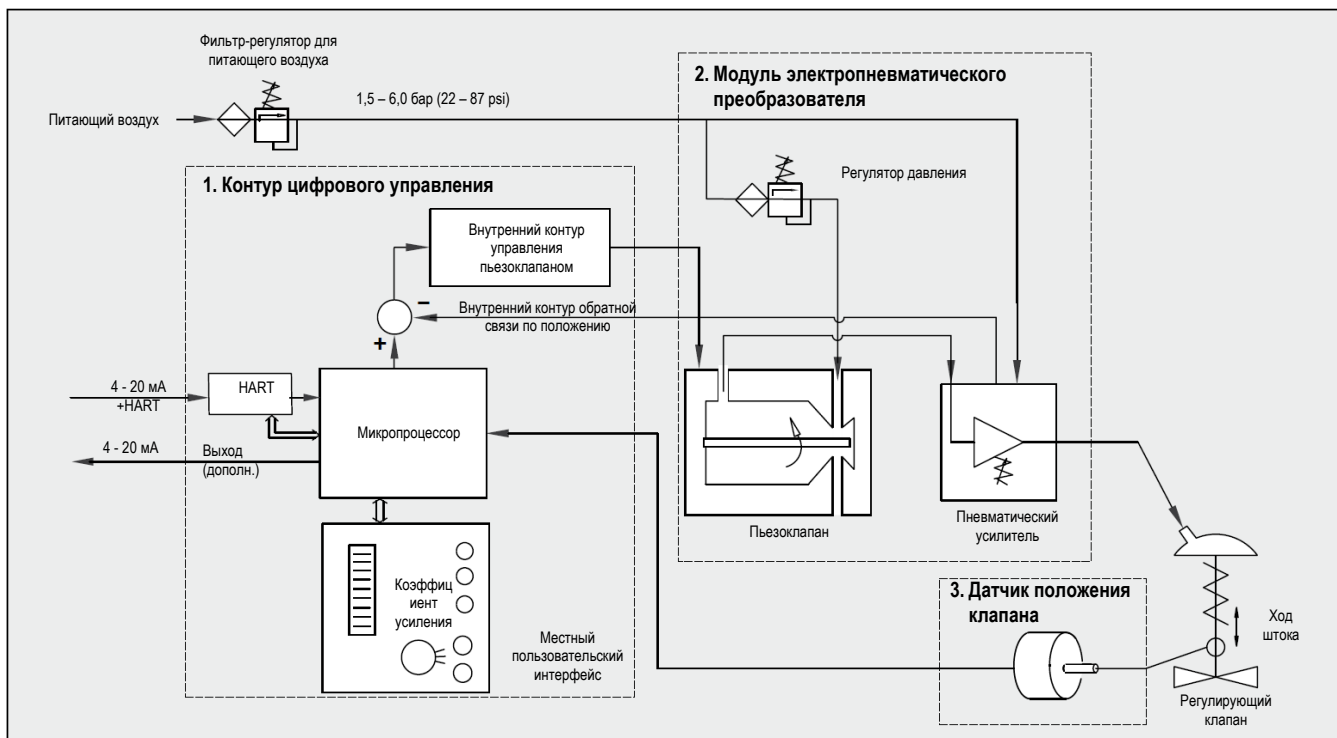 Фильтр-регулятор для
питающего воздуха
1,5 – 6,0 бар (22 – 87 psi)
Питающий воздух
2. Модуль электропневматического
преобразователя
Регулятор давления
1. Контур цифрового управления
Внутренний контур
управления
пьезоклапаном
–
Внутренний контур обратной
связи по положению
+
4 - 20 мА
+HART
HART
Микропроцессор
4 - 20 мА
Выход
(дополн.)
Пьезоклапан
Пневматический
усилитель
Коэффиц
иент
усиления
Местный
пользовательский
интерфейс
3. Датчик положения
клапана
Ход
штока
Регулирующий
клапан